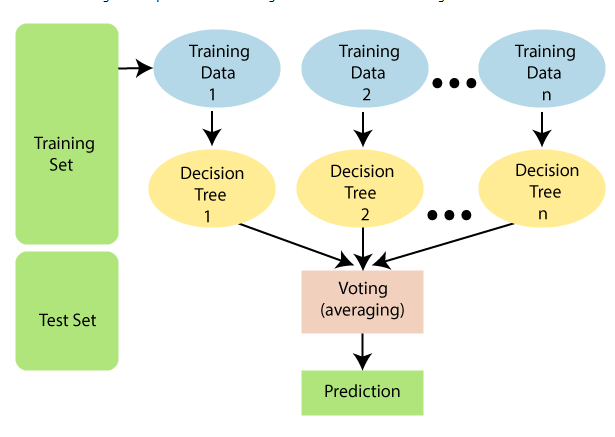 Training
Set
Training
Data
1
Training
Data
2
Training
Data
n
Decision
Tree
1
Decision
Tree
2
Decision
Tree
n
Test Set
Voting
(averaging)
Prediction